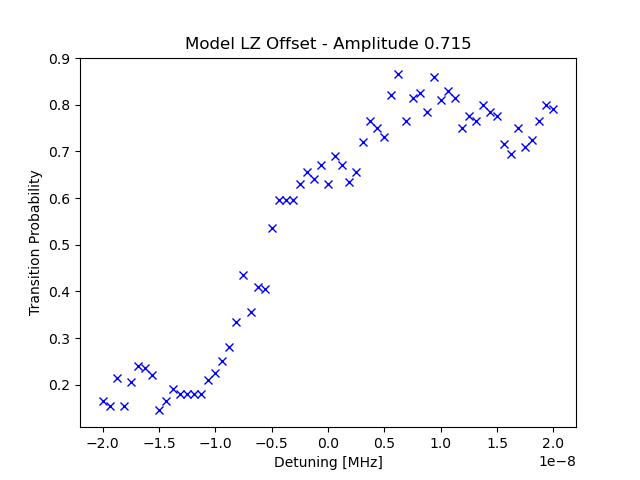 Model LZ Offset - Amplitude 0.715
0.9
0.8
0.7
0.6
0.5
0.4
0.3
0.2
Transition Probability
−2.0 −1.5 −1.0 −0.5 0.0 0.5 1.0 1.5 2.0
1e−8
Detuning [MHz]